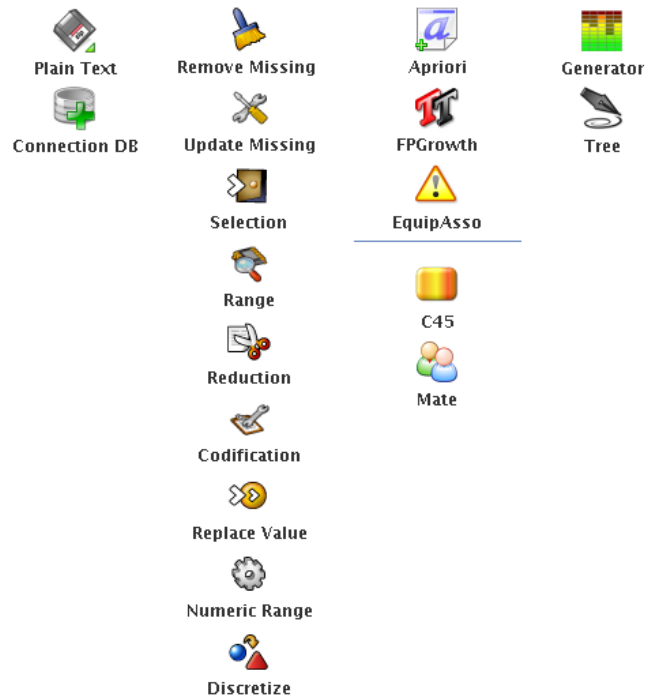 Plain Text
Connection DB
Remove Missing
Update Missing
Selection
Range
Reduction
Codification
Replace Value
Numeric Range
Discretize
Apriori
FPGrowth
EquipAsso
C45
Mate
Generator
Tree